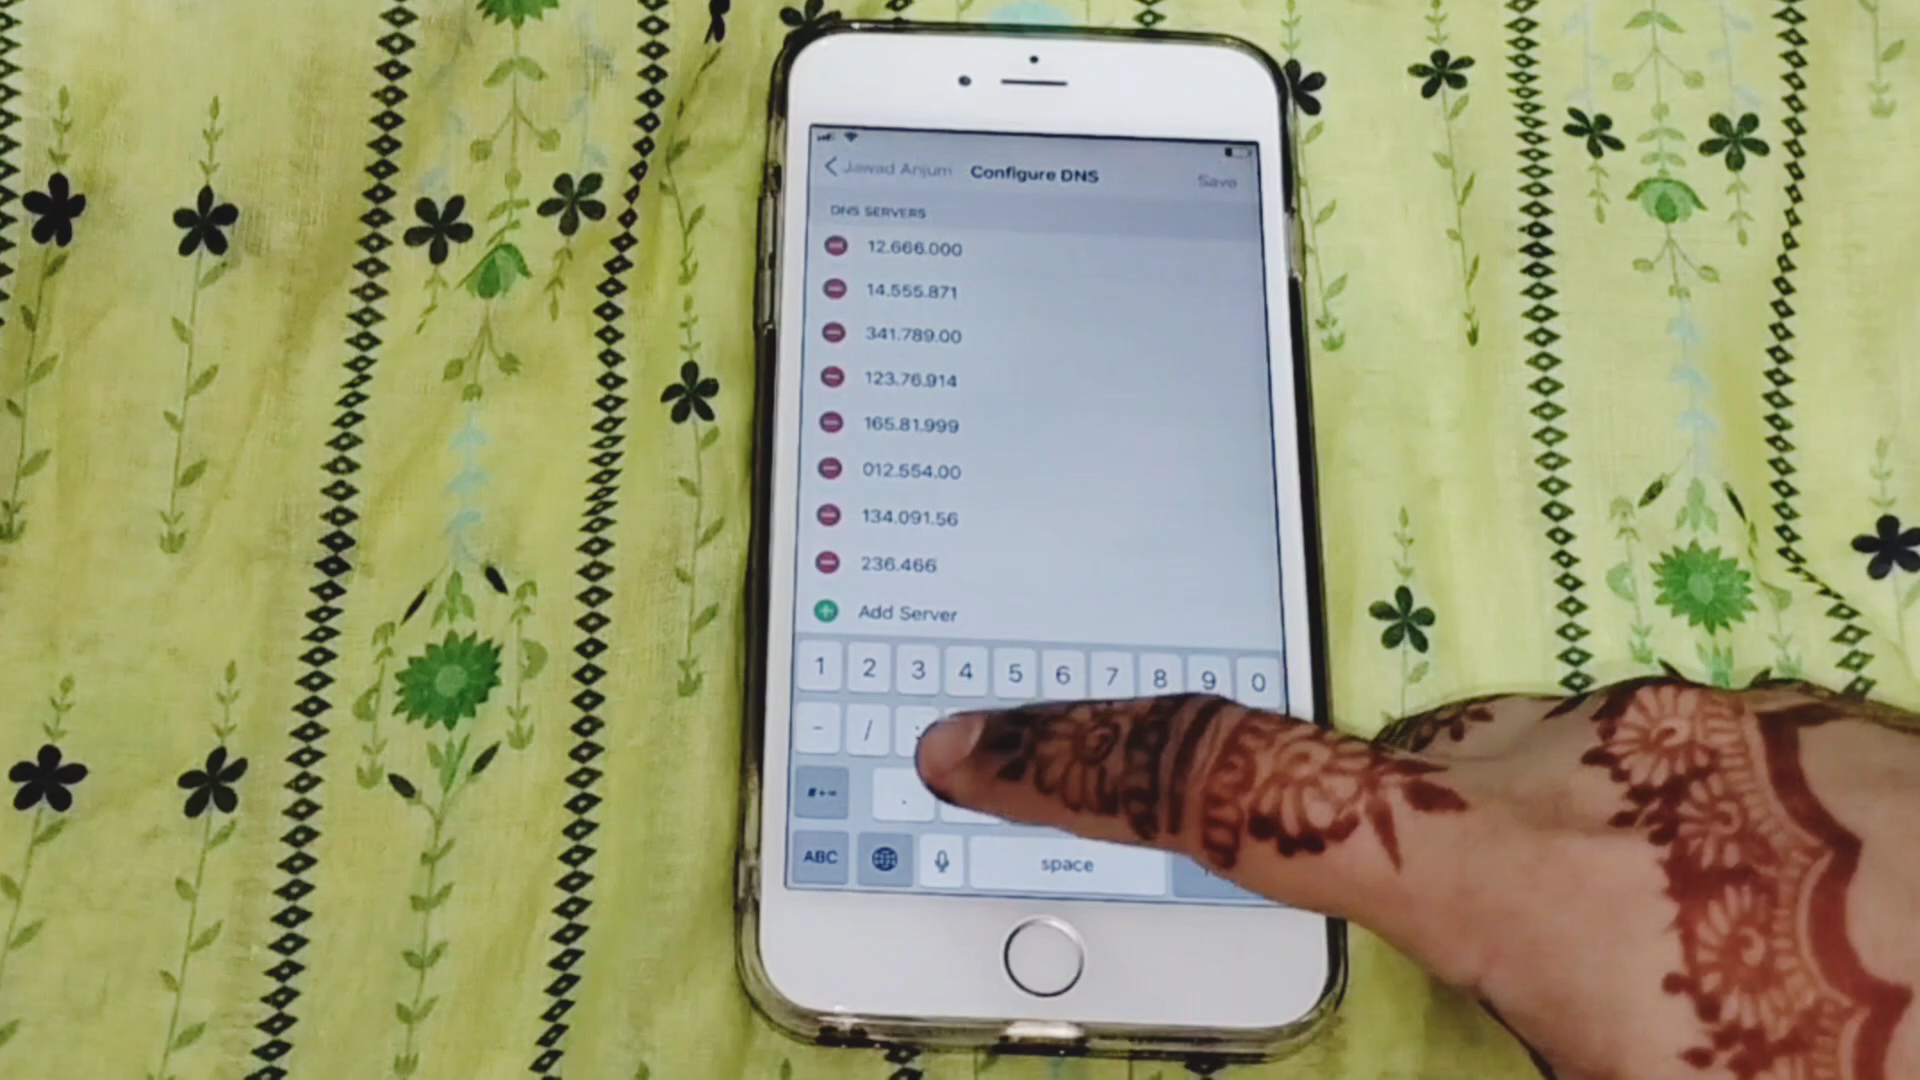 Jawad Anjum Configure DNS Save
DNS SERVERS
12.666.000
14.555.871
341.789.00
123.76.914
165.81.999
012.554.00
134.091.56
236.466
Add Server
1 2 3 4 5 6 7 8 9 0
- /
#+= .
ABC space